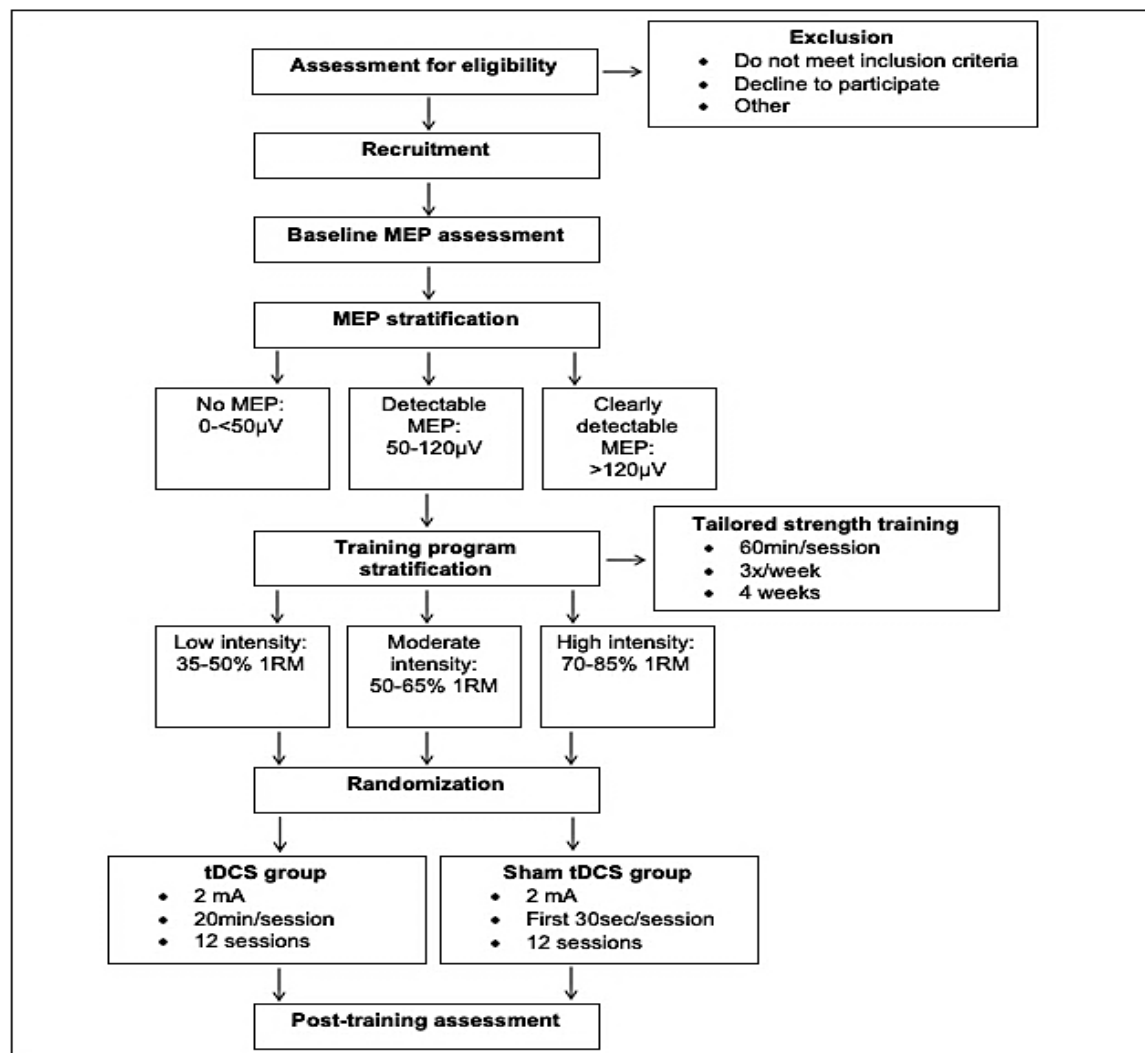 Assessment for eligibility
Exclusion
• Do not meet inclusion criteria
• Decline to participate
• Other
Recruitment
Baseline MEP assessment
MEP stratification
No MEP:
0-<50µV
Detectable
MEP:
50-120µV
Clearly
detectable
MEP:
>120µV
Training program
stratification
Tailored strength training
• 60min/session
• 3x/week
• 4 weeks
Low intensity:
35-50% 1RM
Moderate
intensity:
50-65% 1RM
High intensity:
70-85% 1RM
Randomization
tDCS group
• 2 mA
• 20min/session
• 12 sessions
Sham tDCS group
• 2 mA
• First 30sec/session
• 12 sessions
Post-training assessment